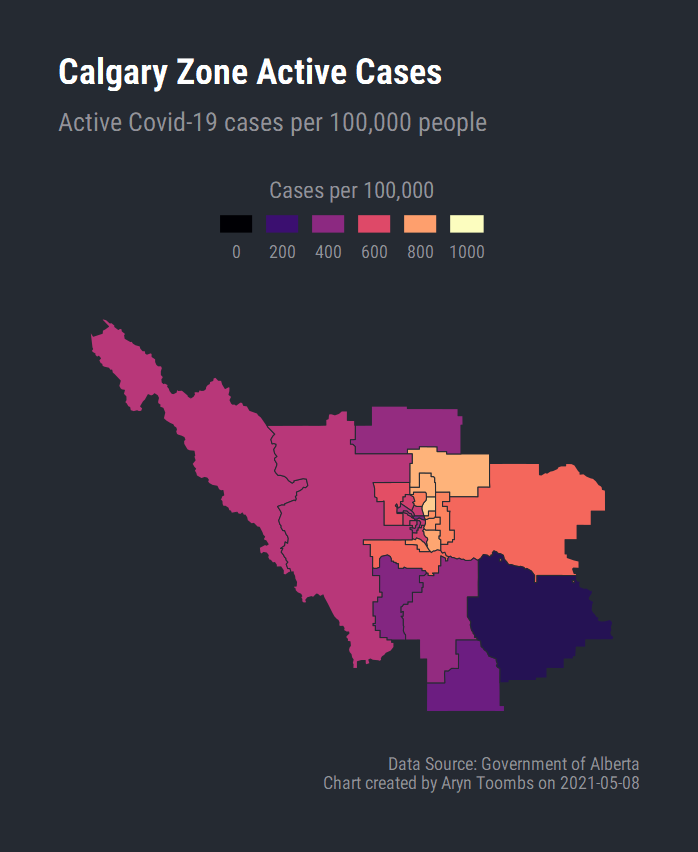 Calgary Zone Active Cases
Active Covid-19 cases per 100,000 people
Cases per 100,000
0 200 400 600 800 1000
Data Source: Government of Alberta
Chart created by Aryn Toombs on 2021-05-08